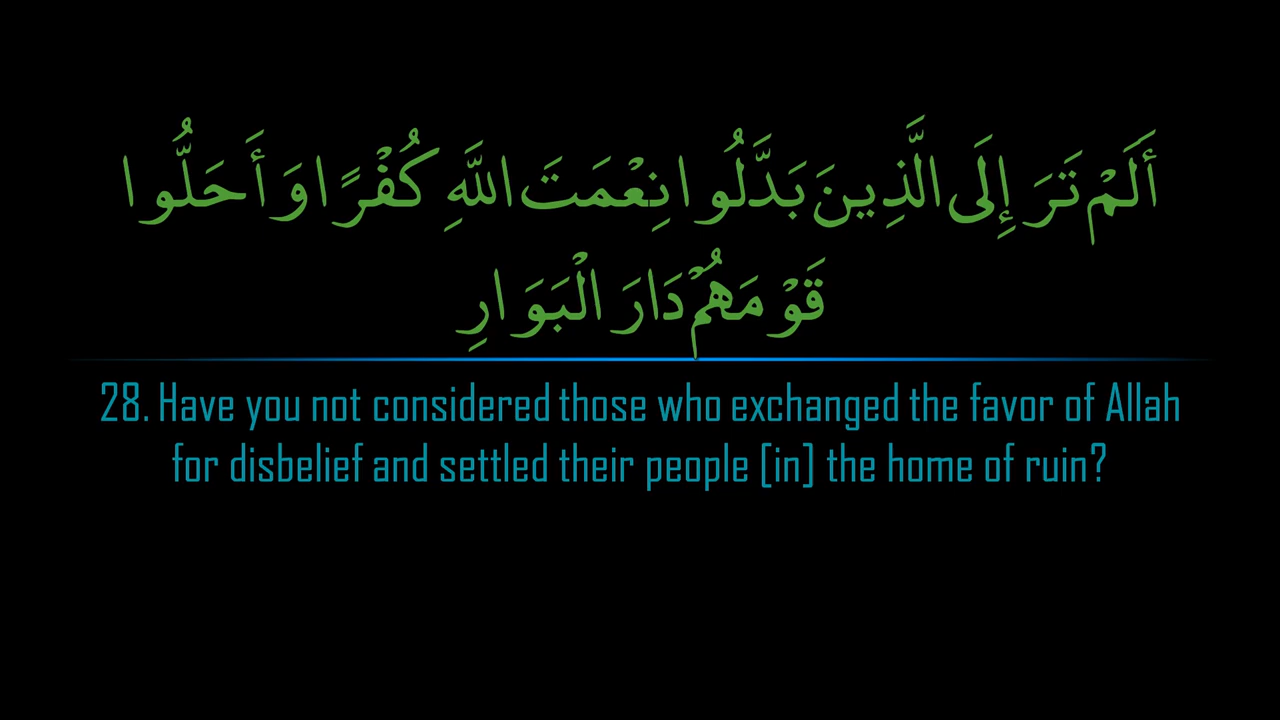 أَلَمْ تَرَ إِلَى الَّذِينَ بَدَّلُوا نِعْمَتَ اللَّهِ كُفْرًا وَأَحَلُّوا
قَوْمَهُمْ دَارَ الْبَوَارِ
28. Have you not considered those who exchanged the favor of Allah
for disbelief and settled their people [in] the home of ruin?